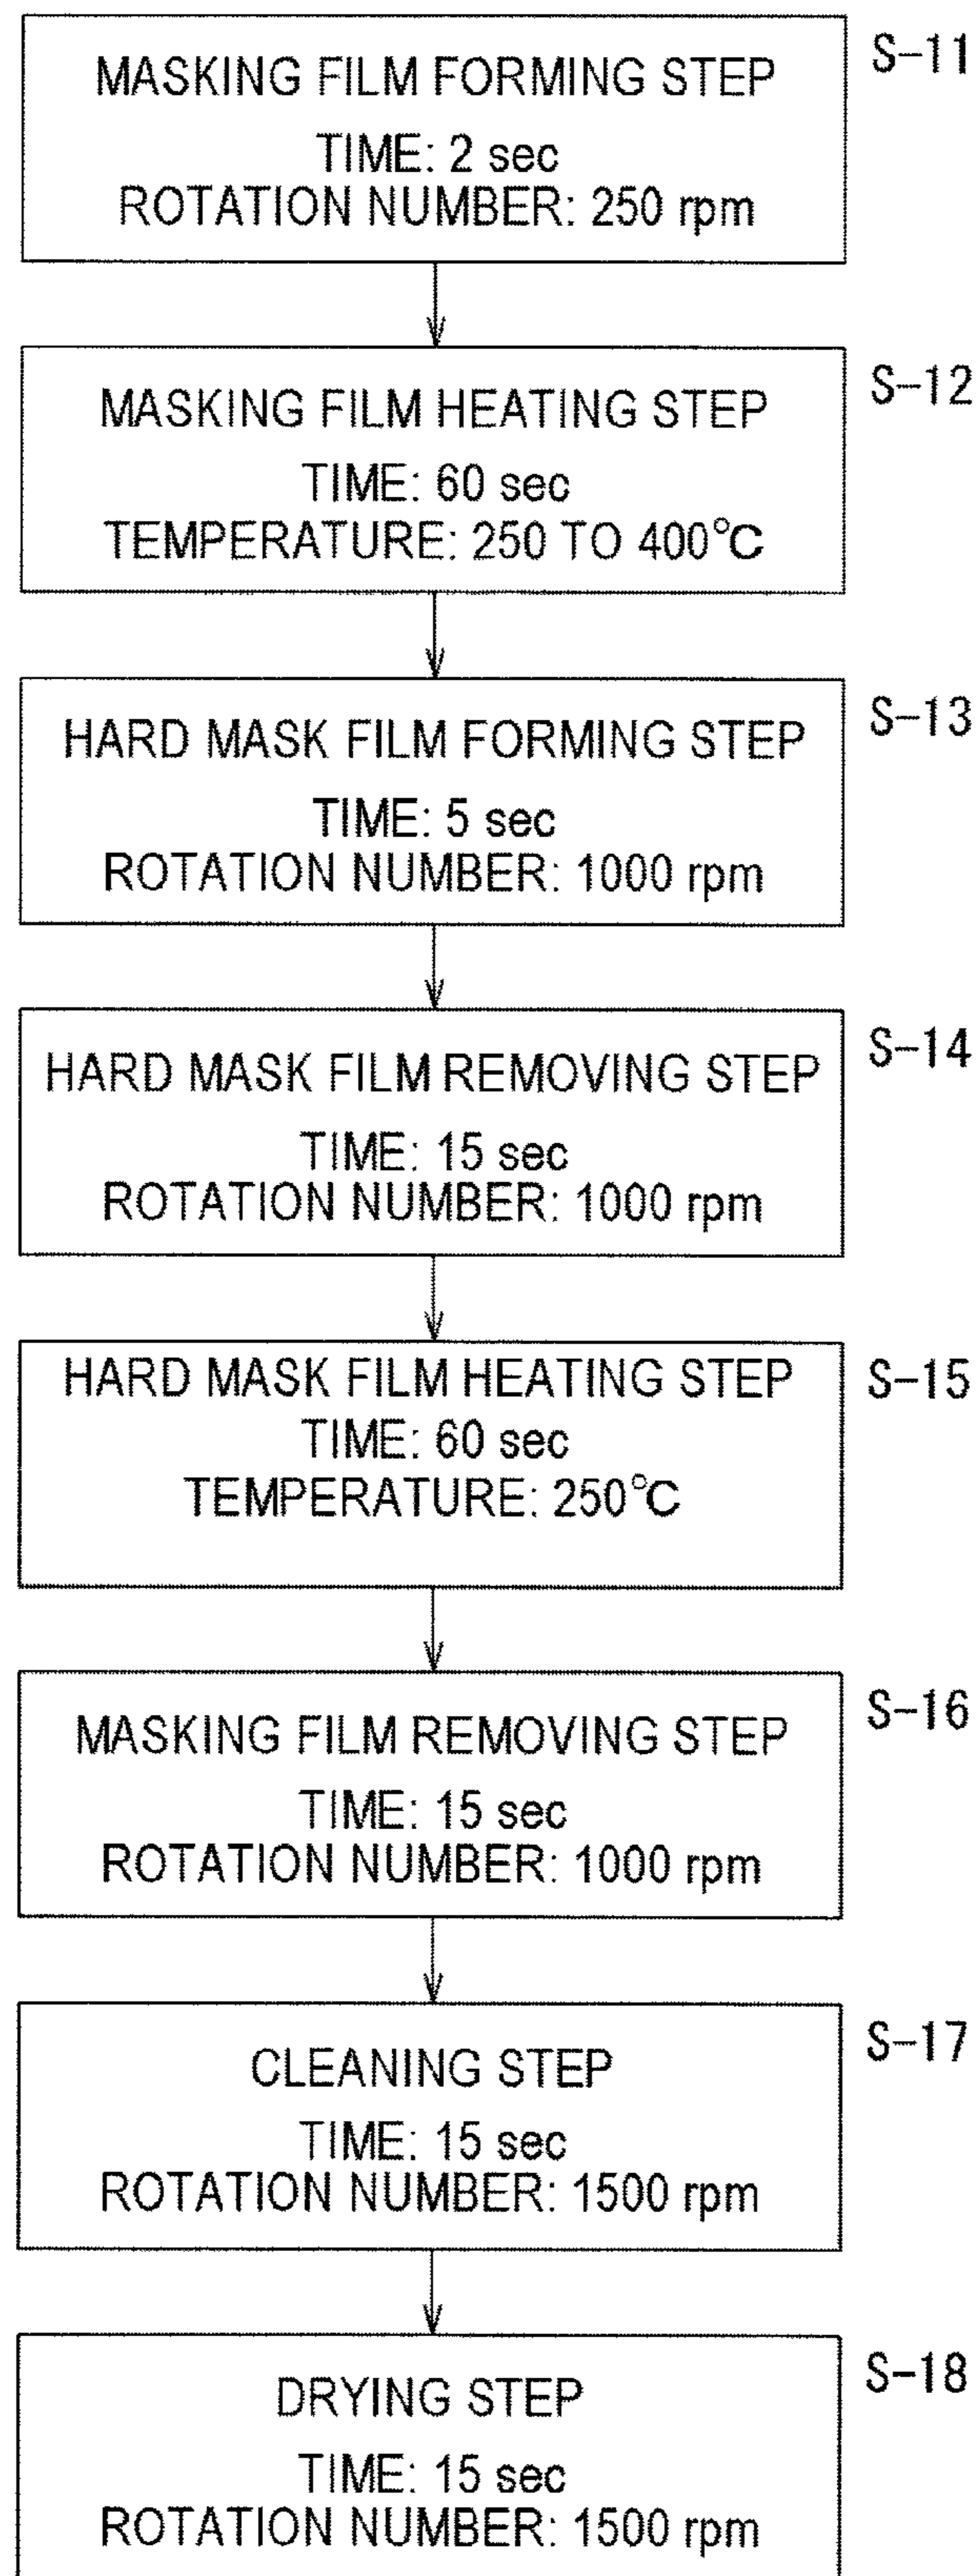 MASKING FILM FORMING STEP
TIME: 2 sec
ROTATION NUMBER: 250 rpm
S-11
MASKING FILM HEATING STEP
TIME: 60 sec
TEMPERATURE: 250 TO 400°C
S-12
HARD MASK FILM FORMING STEP
TIME: 5 sec
ROTATION NUMBER: 1000 rpm
S-13
HARD MASK FILM REMOVING STEP
TIME: 15 sec
ROTATION NUMBER: 1000 rpm
S-14
HARD MASK FILM HEATING STEP
TIME: 60 sec
TEMPERATURE: 250°C
S-15
MASKING FILM REMOVING STEP
TIME: 15 sec
ROTATION NUMBER: 1000 rpm
S-16
CLEANING STEP
TIME: 15 sec
ROTATION NUMBER: 1500 rpm
S-17
DRYING STEP
TIME: 15 sec
ROTATION NUMBER: 1500 rpm
S-18